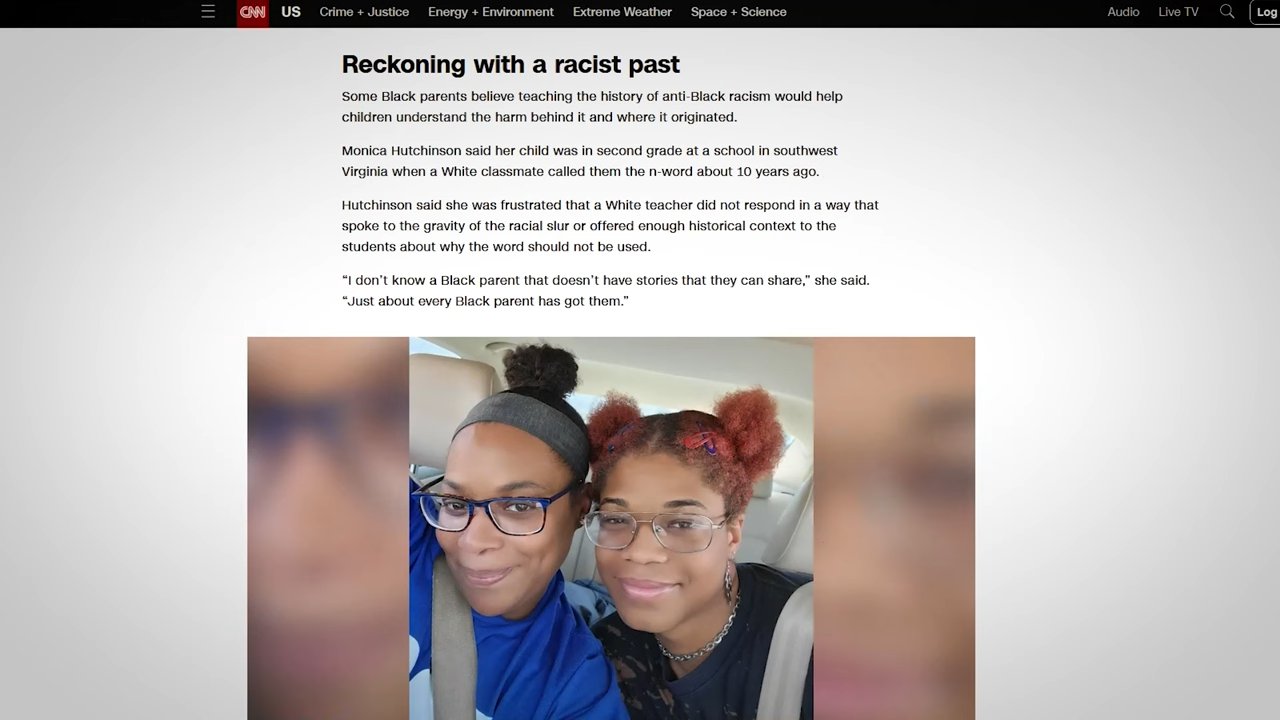 CNN US Crime + Justice Energy + Environment Extreme Weather Space + Science Audio Live TV Log
Reckoning with a racist past
Some Black parents believe teaching the history of anti-Black racism would help
children understand the harm behind it and where it originated.
Monica Hutchinson said her child was in second grade at a school in southwest
Virginia when a White classmate called them the n-word about 10 years ago.
Hutchinson said she was frustrated that a White teacher did not respond in a way that
spoke to the gravity of the racial slur or offered enough historical context to the
students about why the word should not be used.
“I don’t know a Black parent that doesn’t have stories that they can share,” she said.
“Just about every Black parent has got them.”